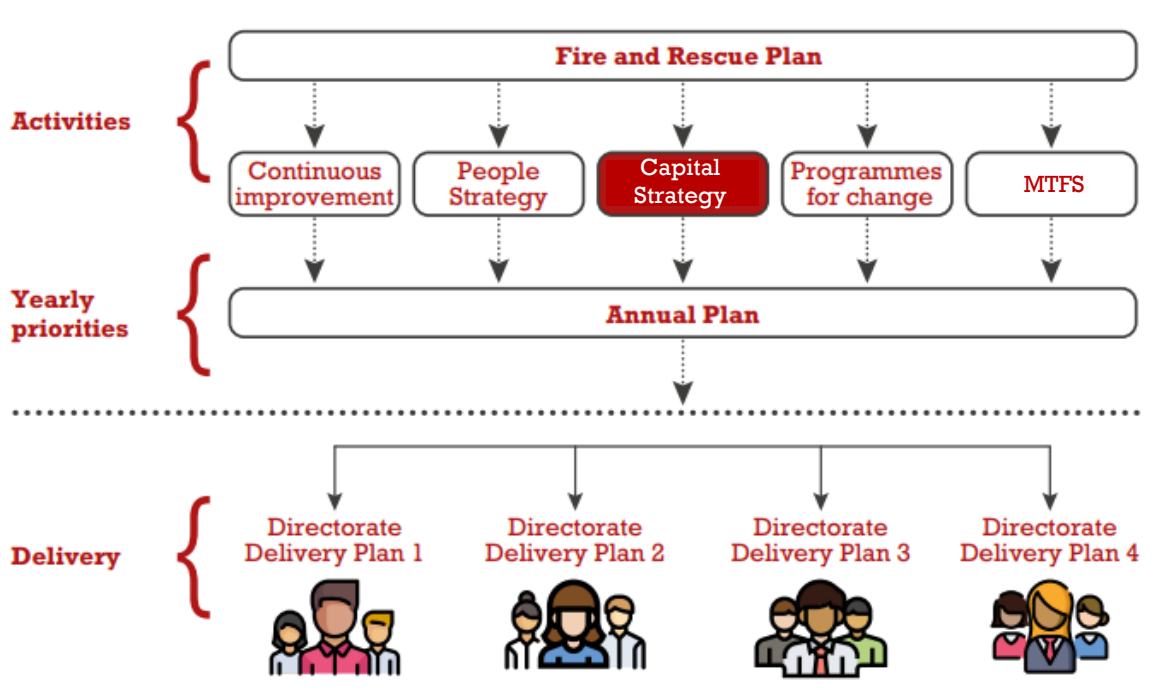 Fire and Rescue Plan
Activities
Continuous
improvement
People
Strategy
Capital
Strategy
Programmes
for change
MTFS
Yearly
priorities
Annual Plan
Delivery
Directorate
Delivery Plan 1
Directorate
Delivery Plan 2
Directorate
Delivery Plan 3
Directorate
Delivery Plan 4